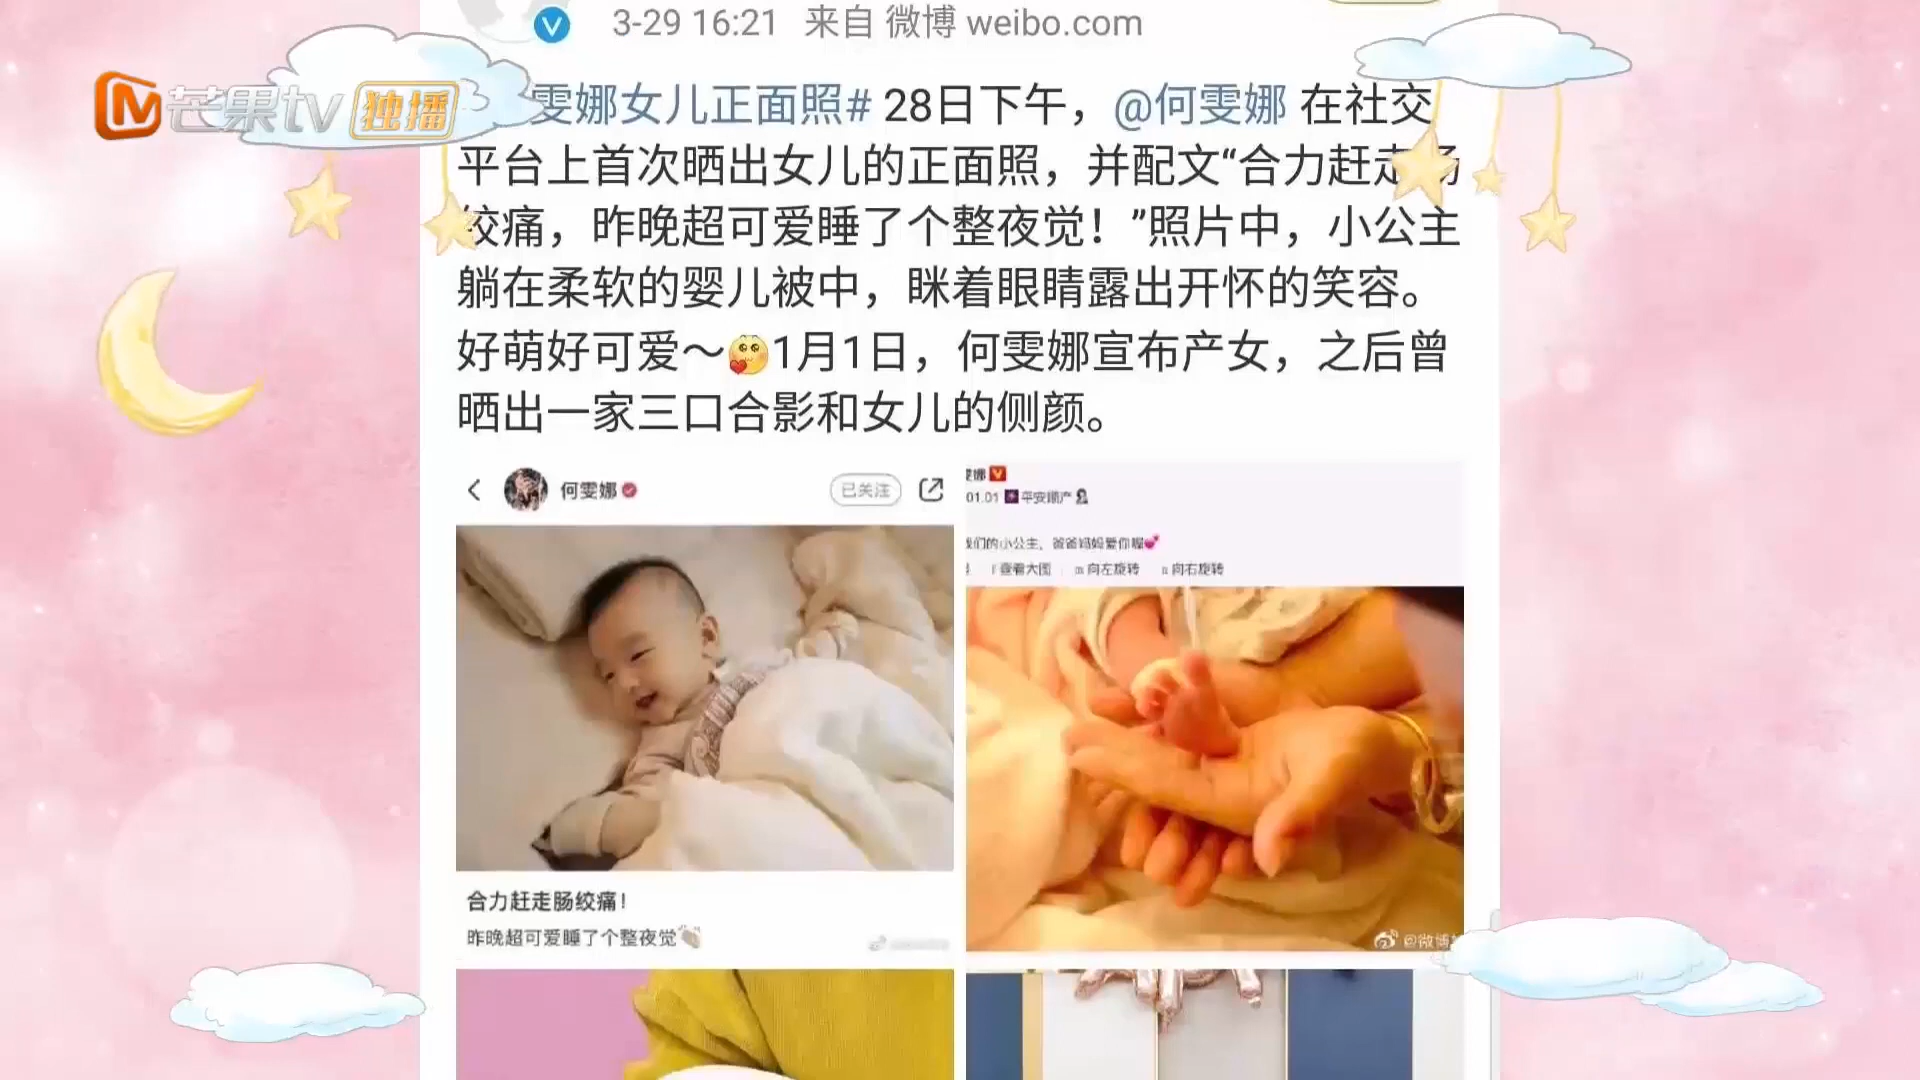 3-29 16:21 来自 微博 weibo.com
芒果tv 独播
雯娜女儿正面照# 28日下午，@何雯娜 在社交
平台上首次晒出女儿的正面照，并配文“合力赶走肠
绞痛，昨晚超可爱睡了个整夜觉！”照片中，小公主
躺在柔软的婴儿被中，眯着眼睛露出开怀的笑容。
好萌好可爱～1月1日，何雯娜宣布产女，之后曾
晒出一家三口合影和女儿的侧颜。
何雯娜
已关注
雯娜
01.01 平安顺产
我们的小公主，爸爸妈妈爱你喔
查看大图 向左旋转 向右旋转
合力赶走肠绞痛！
昨晚超可爱睡了个整夜觉
@微博